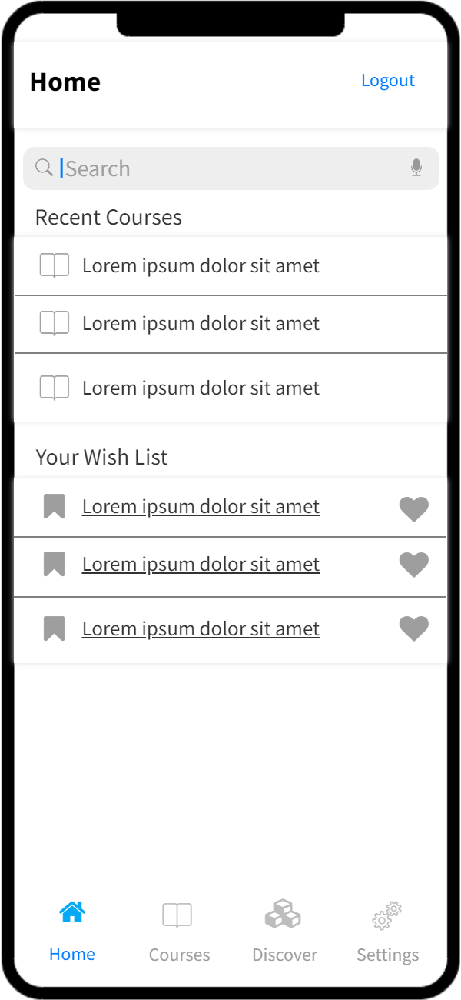 Home
Logout
Search
Recent Courses
Lorem ipsum dolor sit amet
Lorem ipsum dolor sit amet
Lorem ipsum dolor sit amet
Your Wish List
Lorem ipsum dolor sit amet
Lorem ipsum dolor sit amet
Lorem ipsum dolor sit amet
Home
Courses
Discover
Settings